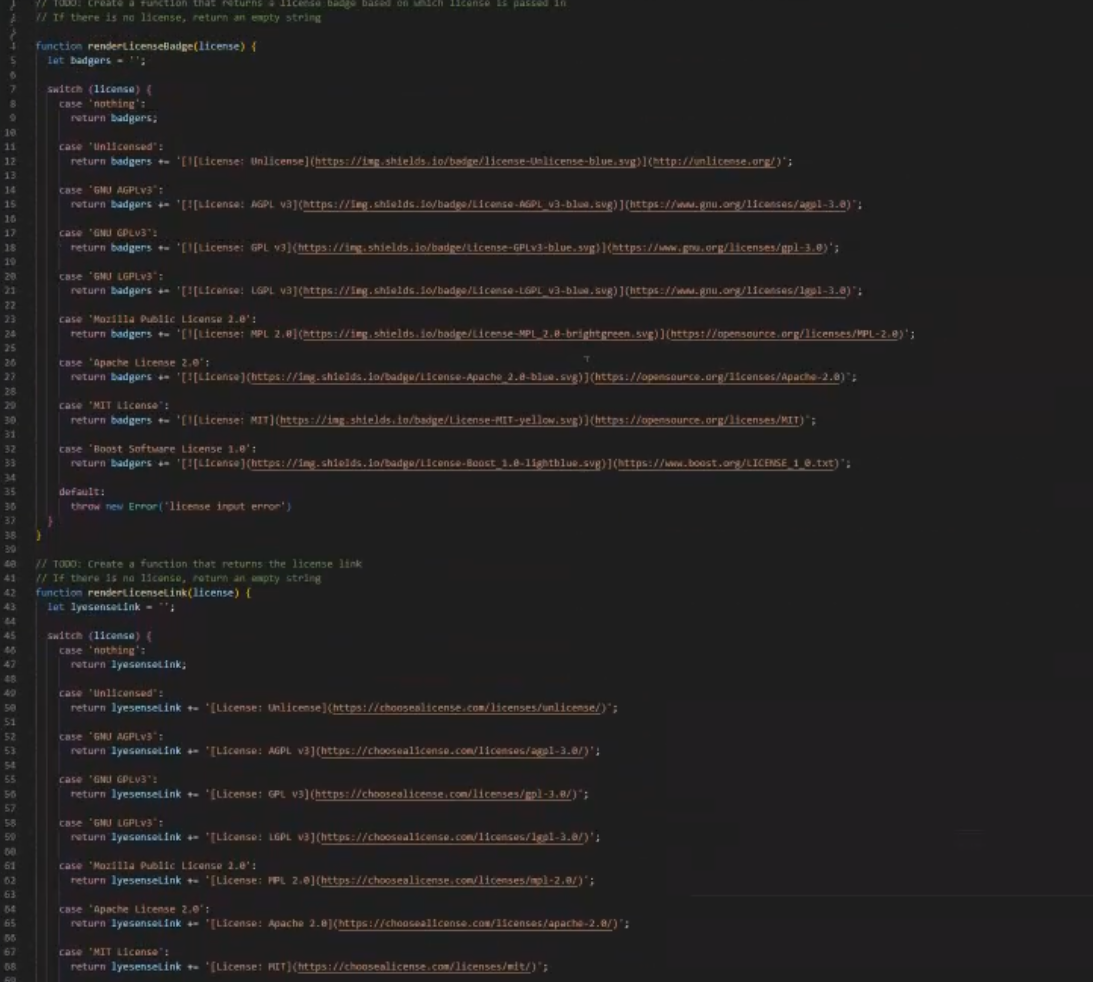 1 // TODO: Create a function that returns a license badge based on which license is passed in
2 // If there is no license, return an empty string
3
4 function renderLicenseBadge(license) {
5 let badgers = '';
6
7 switch (license) {
8 case 'nothing':
9 return badgers;
10
11 case 'Unlicensed':
12 return badgers += '[![License: Unlicense](https://img.shields.io/badge/license-Unlicense-blue.svg)](http://unlicense.org/)';
13
14 case 'GNU AGPLv3':
15 return badgers += '[![License: AGPL v3](https://img.shields.io/badge/License-AGPL_v3-blue.svg)](https://www.gnu.org/licenses/agpl-3.0)';
16
17 case 'GNU GPLv3':
18 return badgers += '[![License: GPL v3](https://img.shields.io/badge/License-GPLv3-blue.svg)](https://www.gnu.org/licenses/gpl-3.0)';
19
20 case 'GNU LGPLv3':
21 return badgers += '[![License: LGPL v3](https://img.shields.io/badge/License-LGPL_v3-blue.svg)](https://www.gnu.org/licenses/lgpl-3.0)';
22
23 case 'Mozilla Public License 2.0':
24 return badgers += '[![License: MPL 2.0](https://img.shields.io/badge/License-MPL_2.0-brightgreen.svg)](https://opensource.org/licenses/MPL-2.0)';
25
26 case 'Apache License 2.0':
27 return badgers += '[![License](https://img.shields.io/badge/License-Apache_2.0-blue.svg)](https://opensource.org/licenses/Apache-2.0)';
28
29 case 'MIT License':
30 return badgers += '[![License: MIT](https://img.shields.io/badge/License-MIT-yellow.svg)](https://opensource.org/licenses/MIT)';
31
32 case 'Boost Software License 1.0':
33 return badgers += '[![License](https://img.shields.io/badge/License-Boost_1.0-lightblue.svg)](https://www.boost.org/LICENSE_1_0.txt)';
34
35 default:
36 throw new Error('license input error')
37 }
38 }
39
40 // TODO: Create a function that returns the license link
41 // If there is no license, return an empty string
42 function renderLicenseLink(license) {
43 let lyesenseLink = '';
44
45 switch (license) {
46 case 'nothing':
47 return lyesenseLink;
48
49 case 'Unlicensed':
50 return lyesenseLink += '[License: Unlicense](https://choosealicense.com/licenses/unlicense/)';
51
52 case 'GNU AGPLv3':
53 return lyesenseLink += '[License: AGPL v3](https://choosealicense.com/licenses/agpl-3.0/)';
54
55 case 'GNU GPLv3':
56 return lyesenseLink += '[License: GPL v3](https://choosealicense.com/licenses/gpl-3.0/)';
57
58 case 'GNU LGPLv3':
59 return lyesenseLink += '[License: LGPL v3](https://choosealicense.com/licenses/lgpl-3.0/)';
60
61 case 'Mozilla Public License 2.0':
62 return lyesenseLink += '[License: MPL 2.0](https://choosealicense.com/licenses/mpl-2.0/)';
63
64 case 'Apache License 2.0':
65 return lyesenseLink += '[License: Apache 2.0](https://choosealicense.com/licenses/apache-2.0/)';
66
67 case 'MIT License':
68 return lyesenseLink += '[License: MIT](https://choosealicense.com/licenses/mit/)';
69